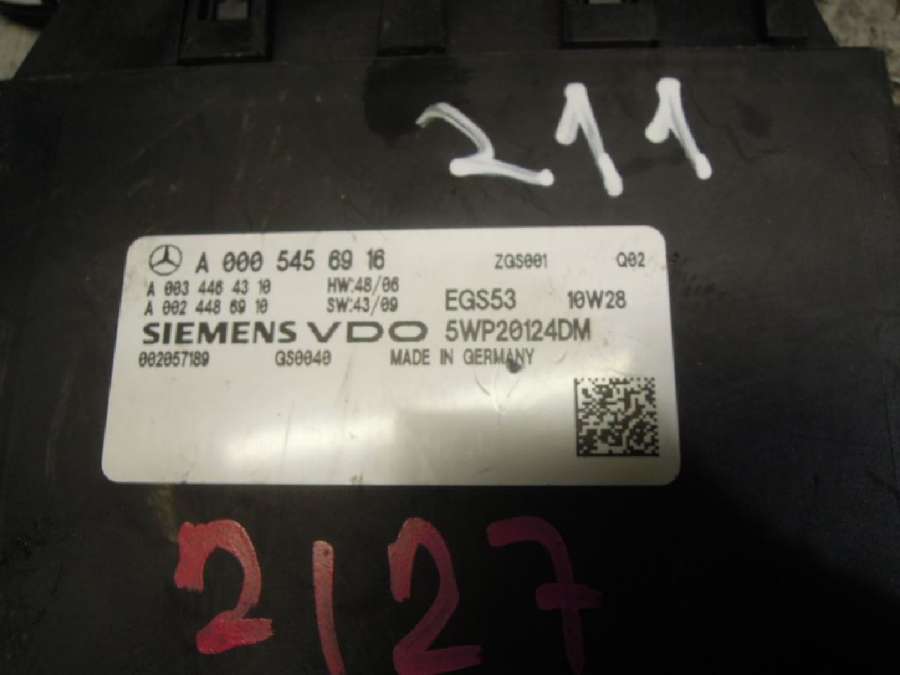 211
A 000 545 69 16 ZGS001 Q02
A 003 446 43 10 HW:48/06
A 002 448 69 10 SW:43/09 EGS53 10W28
SIEMENS VDO 5WP20124DM
002057189 GS0040 MADE IN GERMANY
2127